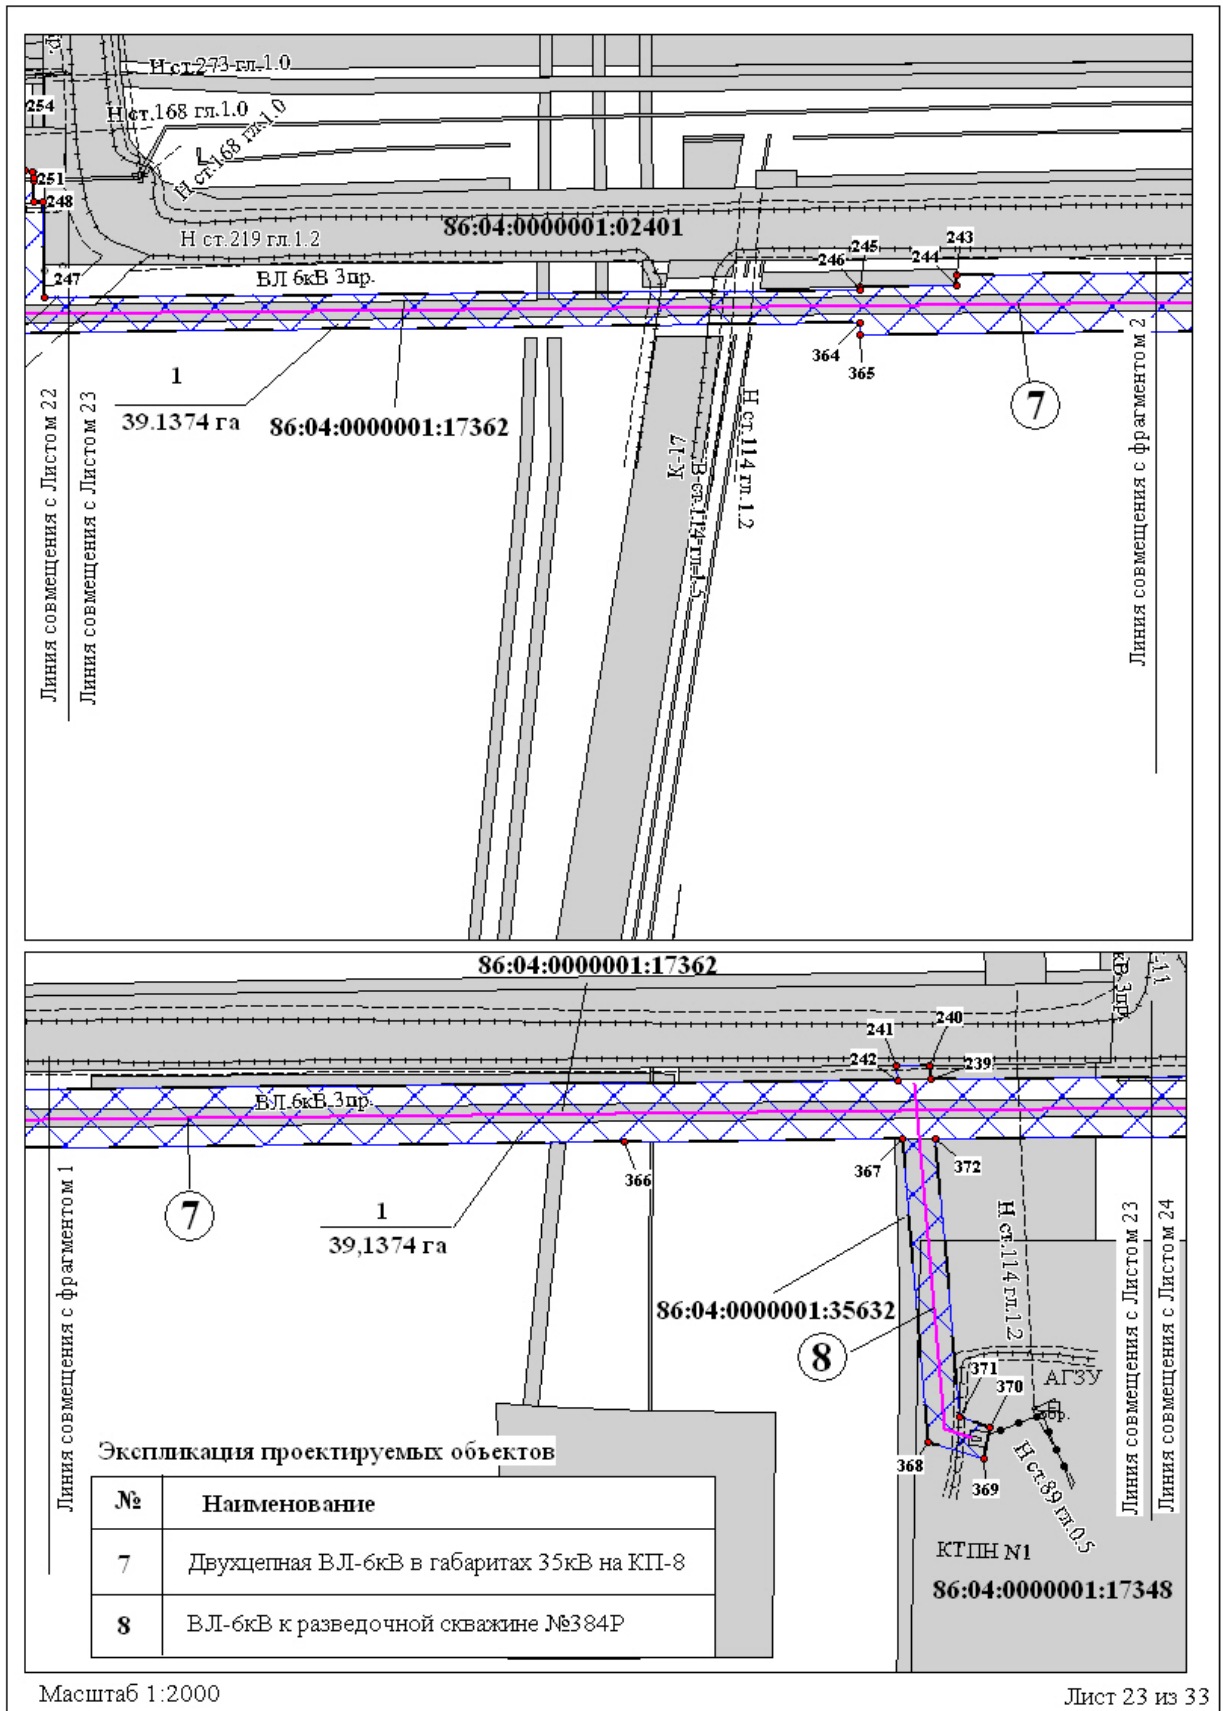 Н ст.273 гл.1.0
254
Н ст.168 гл.1.0
Н ст.168 гл.1.0
251
248
86:04:0000001:02401
Н ст.219 гл.1.2
247
ВЛ 6кВ 3пр.
246
245
244
243
364
365
1
39.1374 га
86:04:0000001:17362
7
К-17
В ст.114 гл.1.5
Н ст.114 гл.1.2
Линия совмещения с Листом 22
Линия совмещения с Листом 23
Линия совмещения с фрагментом 2
86:04:0000001:17362
кВ 3пр.
241
240
242
239
ВЛ 6кВ 3пр.
366
367
372
7
1
39,1374 га
Н ст.114 гл.1.2
86:04:0000001:35632
8
371
370
АГЗУ
368
369
Н ст.89 гл.0.5
КТПН N1
86:04:0000001:17348
Линия совмещения с фрагментом 1
Линия совмещения с Листом 23
Линия совмещения с Листом 24
Экспликация проектируемых объектов
№ Наименование
7 Двухцепная ВЛ-6кВ в габаритах 35кВ на КП-8
8 ВЛ-6кВ к разведочной скважине №384Р
Масштаб 1:2000
Лист 23 из 33